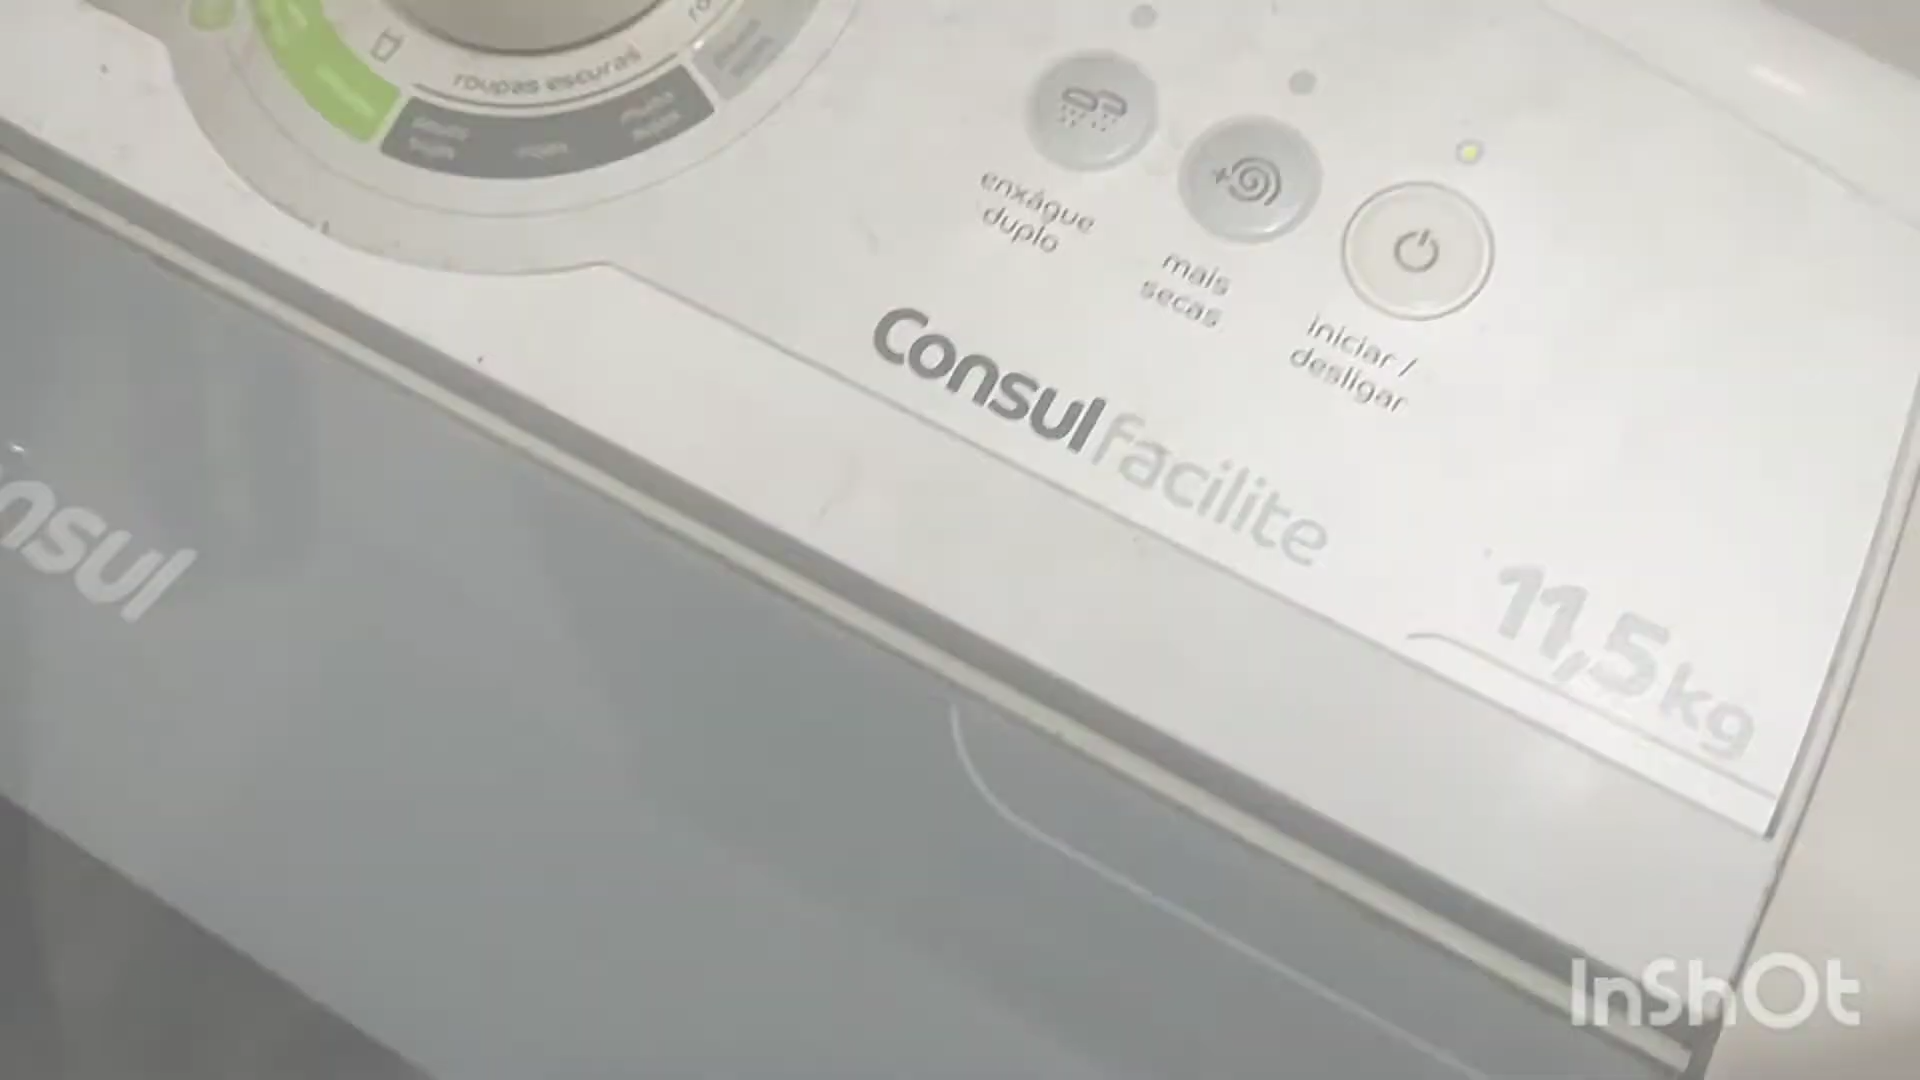 roupas escuras
enxágue
duplo
mais
secas
iniciar /
desligar
Consul facilite
11,5kg
nsul
InShOt